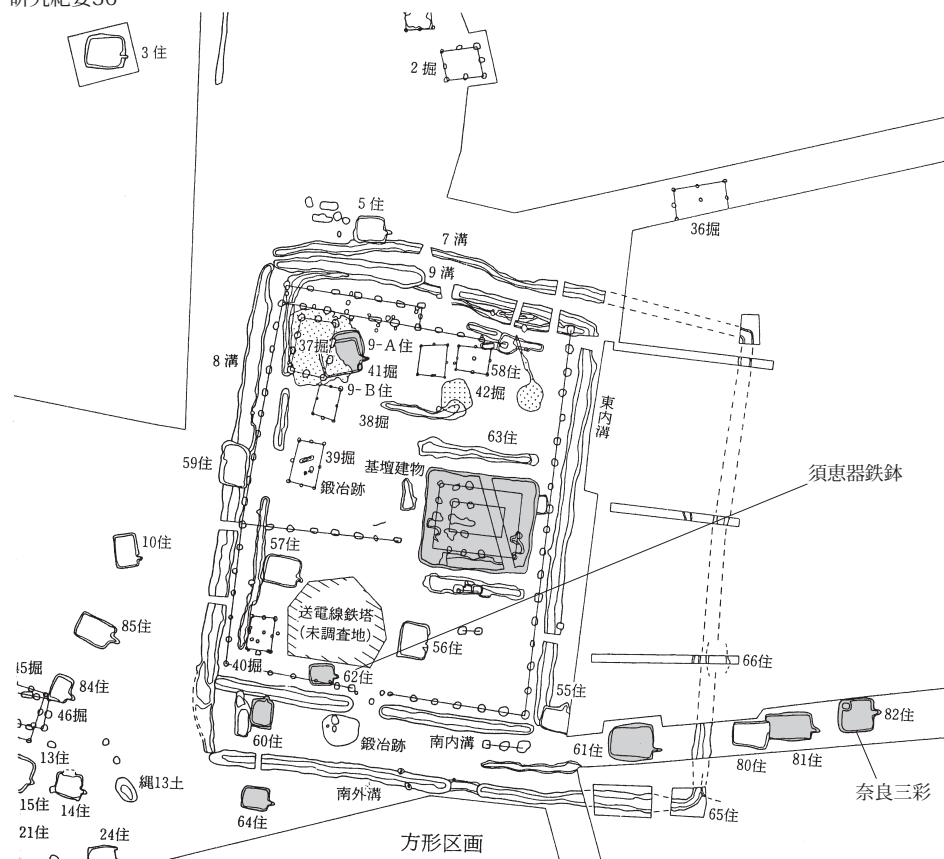 研究紀要36
3住
2掘
36掘
5住
7溝
9溝
8溝
37掘
9-A住
41掘
9-B住
58住
42掘
38掘
東内溝
63住
59住
39掘
鍛冶跡
基壇建物
須恵器鉄鉢
10住
57住
送電線鉄塔
(未調査地)
85住
56住
40掘
62住
66住
45掘
84住
46掘
55住
82住
60住
鍛冶跡
南内溝
61住
80住
81住
13住
縄13土
15住
14住
南外溝
奈良三彩
64住
65住
21住
24住
方形区画